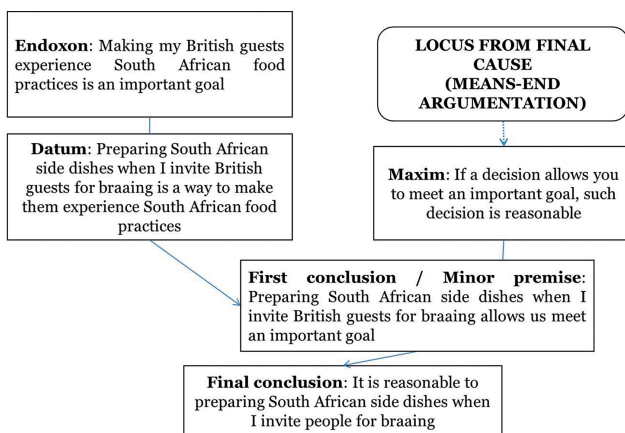 Endoxon: Making my British guests
experience South African food
practices is an important goal
LOCUS FROM FINAL
CAUSE
(MEANS-END
ARGUMENTATION)
Datum: Preparing South African
side dishes when I invite British
guests for braaing is a way to make
them experience South African food
practices
Maxim: If a decision allows you
to meet an important goal, such
decision is reasonable
First conclusion / Minor premise:
Preparing South African side dishes when I
invite British guests for braaing allows us meet
an important goal
Final conclusion: It is reasonable to
preparing South African side dishes when
I invite people for braaing